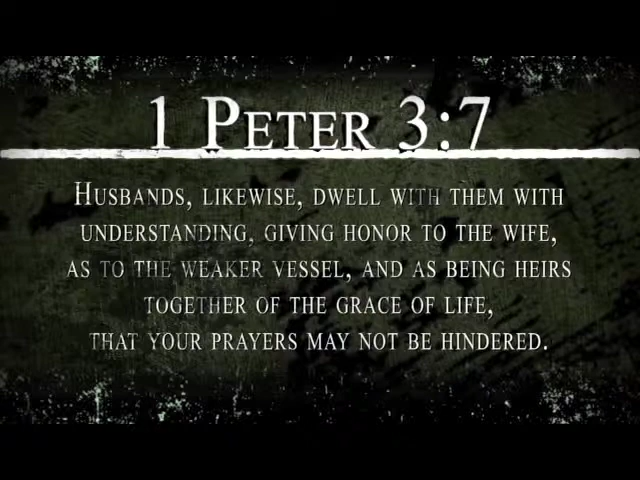 1 Peter 3:7
Husbands, likewise, dwell with them with
understanding, giving honor to the wife,
as to the weaker vessel, and as being heirs
together of the grace of life,
that your prayers may not be hindered.